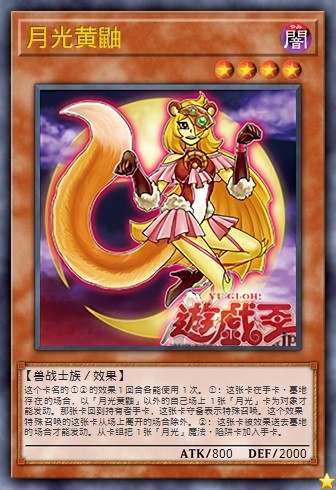 月光黄鼬
闇
YU-GI-OH!
遊戯王
【兽战士族／效果】
这个卡名的①②的效果1回合各能使用1次。①：这张卡在手卡·墓地
存在的场合，以「月光黄鼬」以外的自己场上1张「月光」卡为对象才
能发动。那张卡回到持有者手卡。这张卡守备表示特殊召唤。这个效果
特殊召唤的这张卡从场上离开的场合除外。②：这张卡被效果送去墓地
的场合才能发动。从卡组把1张「月光」魔法·陷阱卡加入手卡。
ATK/800 DEF/2000